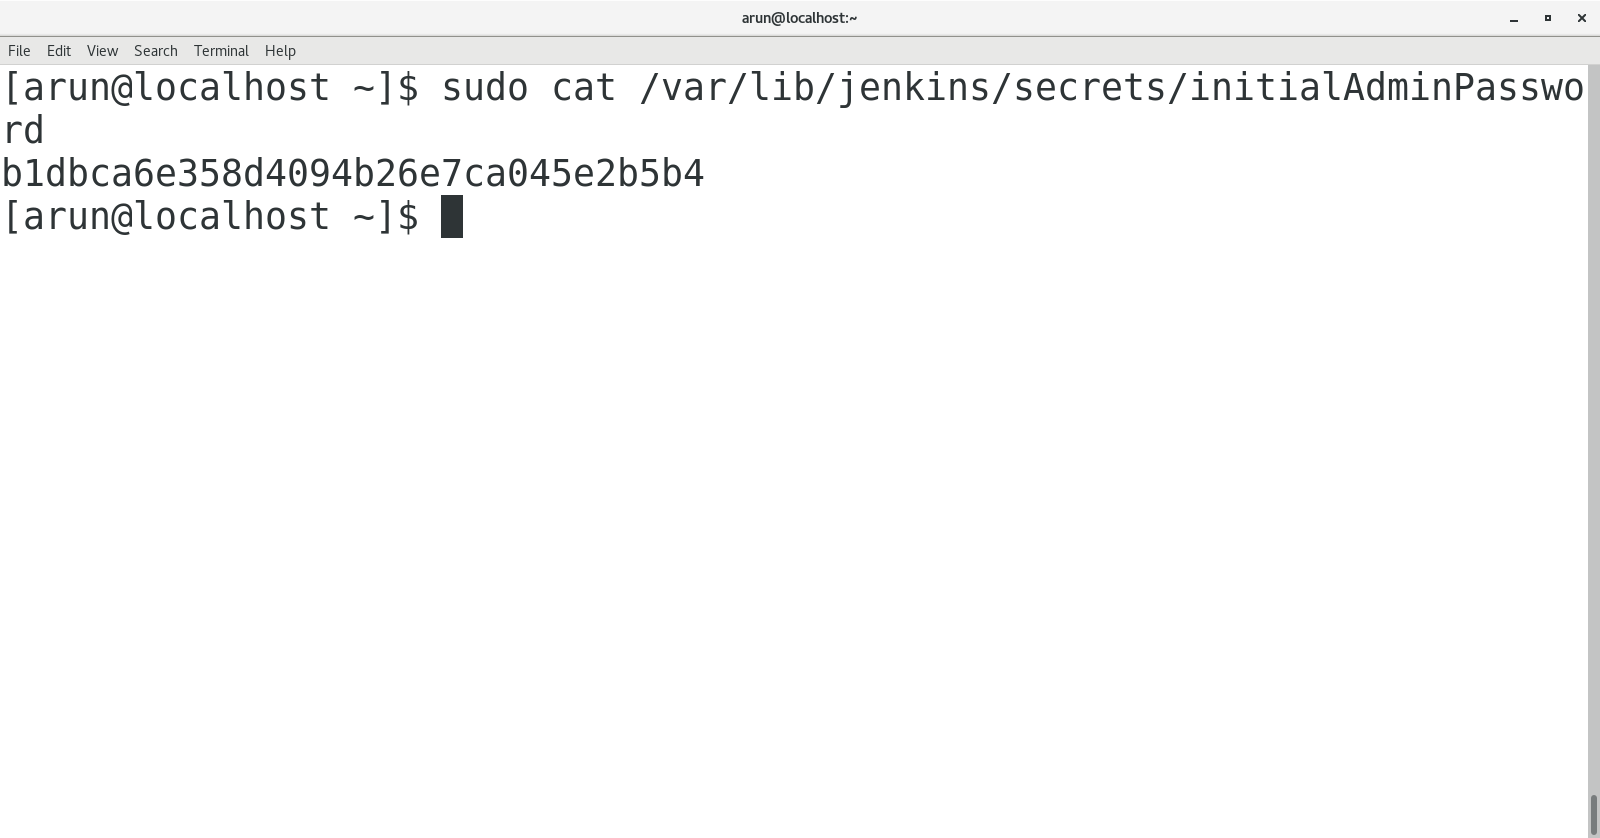 arun@localhost:~
File Edit View Search Terminal Help
[arun@localhost ~]$ sudo cat /var/lib/jenkins/secrets/initialAdminPasswo
rd
b1dbca6e358d4094b26e7ca045e2b5b4
[arun@localhost ~]$